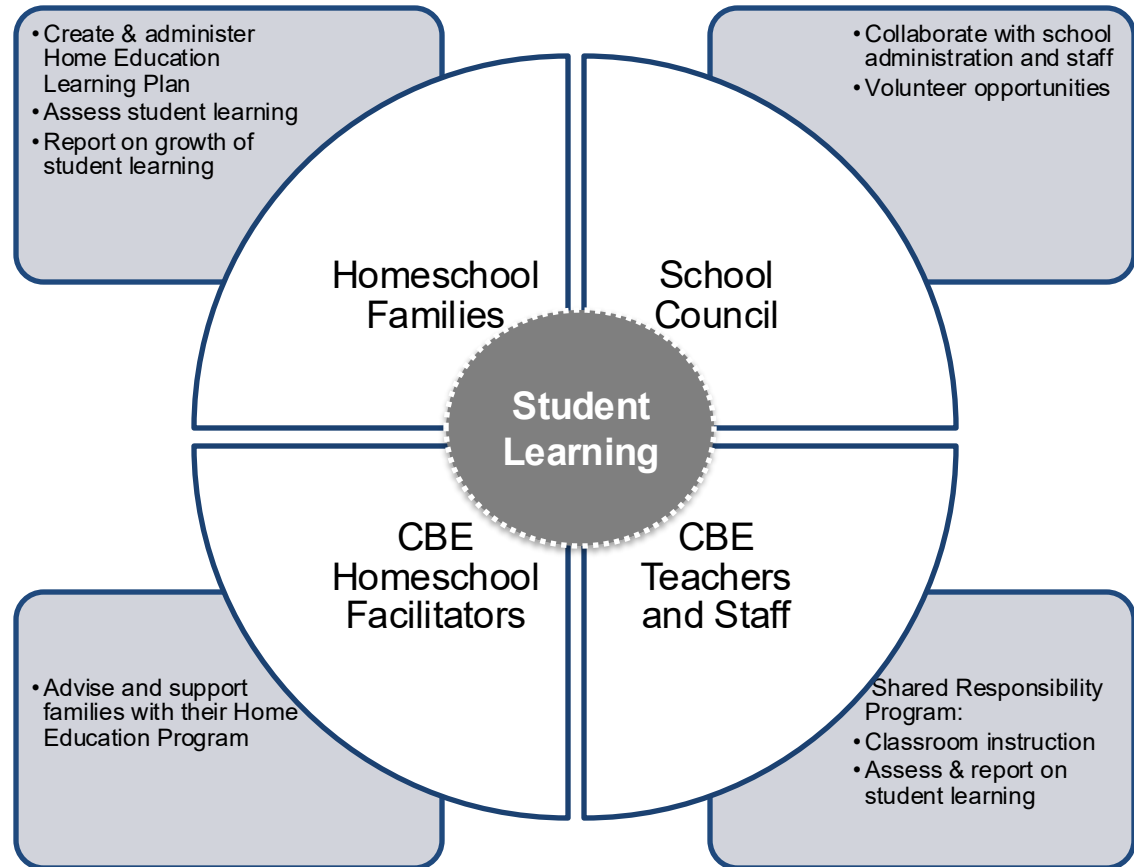 • Create & administer
Home Education
Learning Plan
• Assess student learning
• Report on growth of
student learning
• Collaborate with school
administration and staff
• Volunteer opportunities
Homeschool
Families
School
Council
Student
Learning
CBE
Homeschool
Facilitators
CBE
Teachers
and Staff
• Advise and support
families with their Home
Education Program
Shared Responsibility
Program:
• Classroom instruction
• Assess & report on
student learning